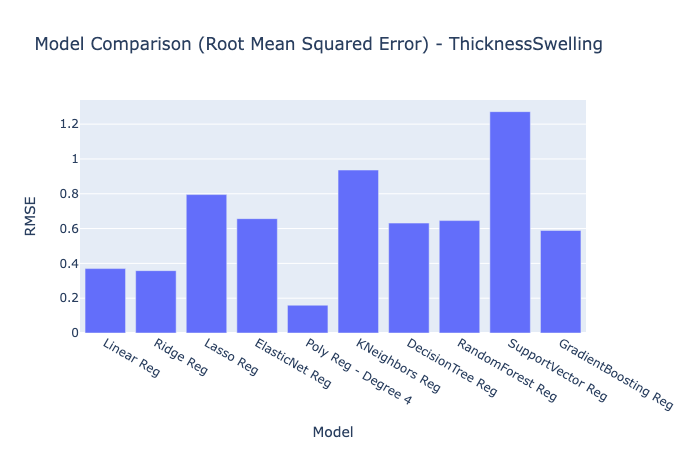 Model Comparison (Root Mean Squared Error) - ThicknessSwelling
RMSE
1.2
1
0.8
0.6
0.4
0.2
0
Linear Reg
Ridge Reg
Lasso Reg
ElasticNet Reg
Poly Reg - Degree 4
KNeighbors Reg
DecisionTree Reg
RandomForest Reg
SupportVector Reg
GradientBoosting Reg
Model